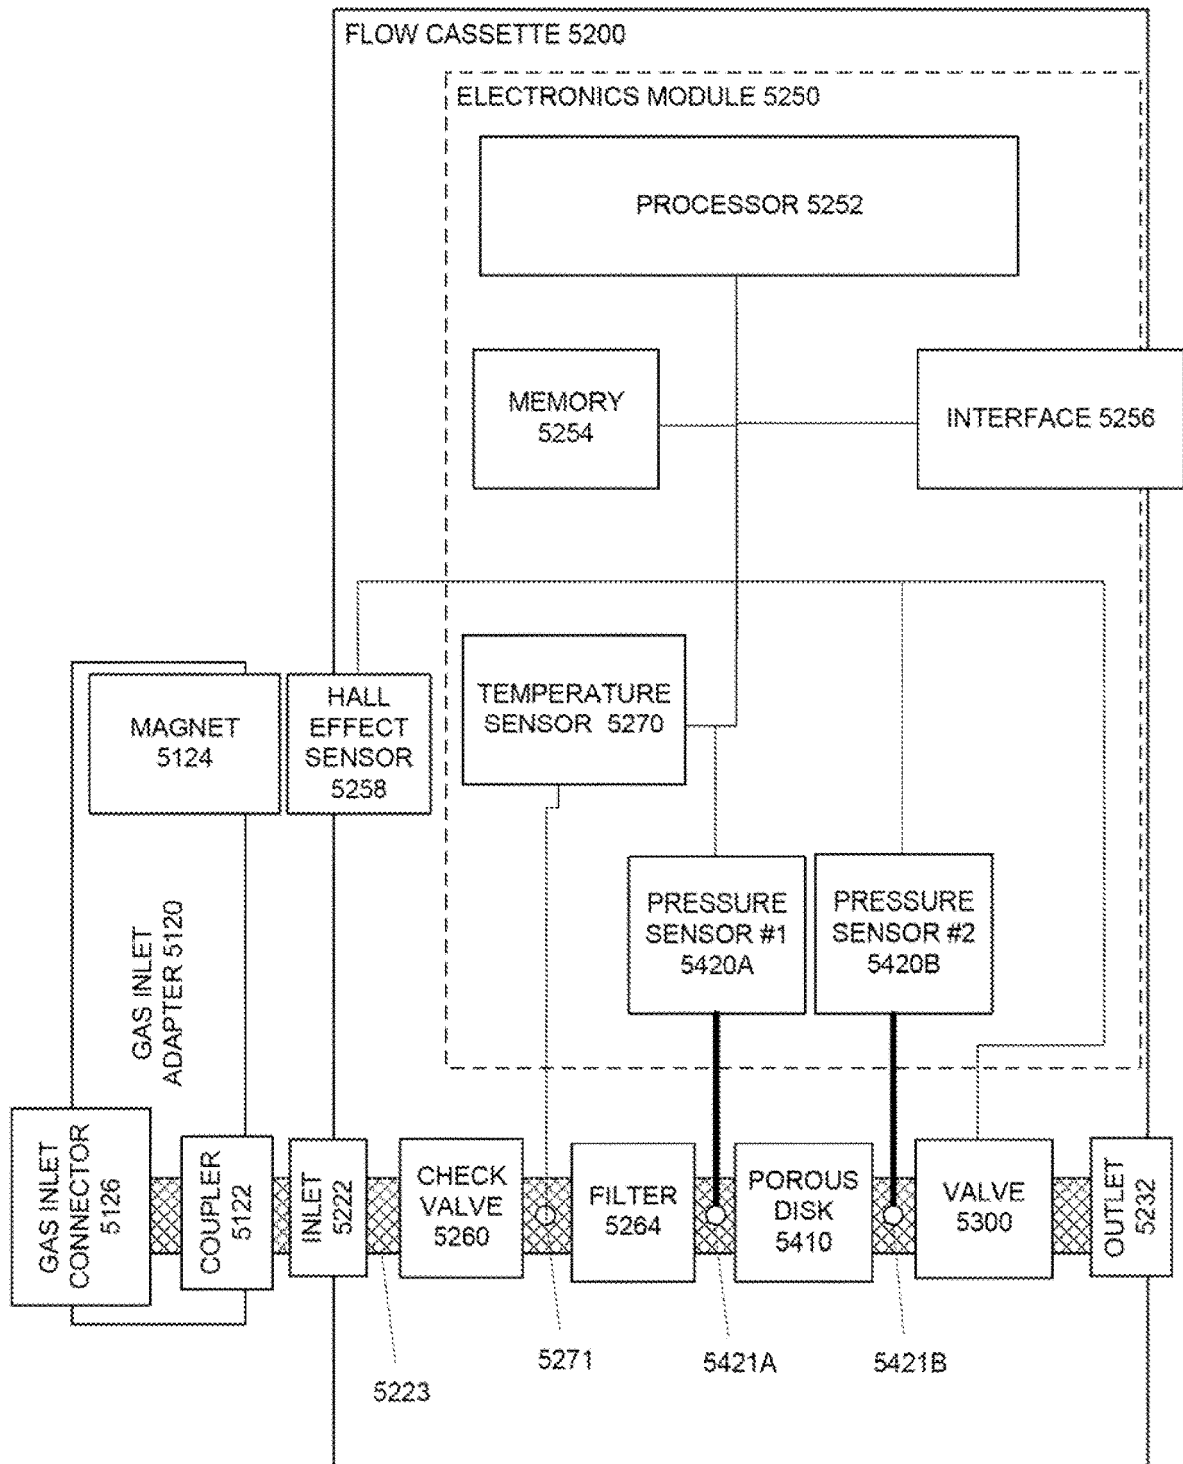 FLOW CASSETTE 5200
ELECTRONICS MODULE 5250
PROCESSOR 5252
MEMORY
5254
INTERFACE 5256
MAGNET
5124
HALL
EFFECT
SENSOR
5258
TEMPERATURE
SENSOR 5270
PRESSURE
SENSOR #1
5420A
PRESSURE
SENSOR #2
5420B
GAS INLET
ADAPTER 5120
GAS INLET
CONNECTOR
5126
COUPLER
5122
INLET
5222
CHECK
VALVE
5260
FILTER
5264
POROUS
DISK
5410
VALVE
5300
OUTLET
5232
5223
5271
5421A
5421B